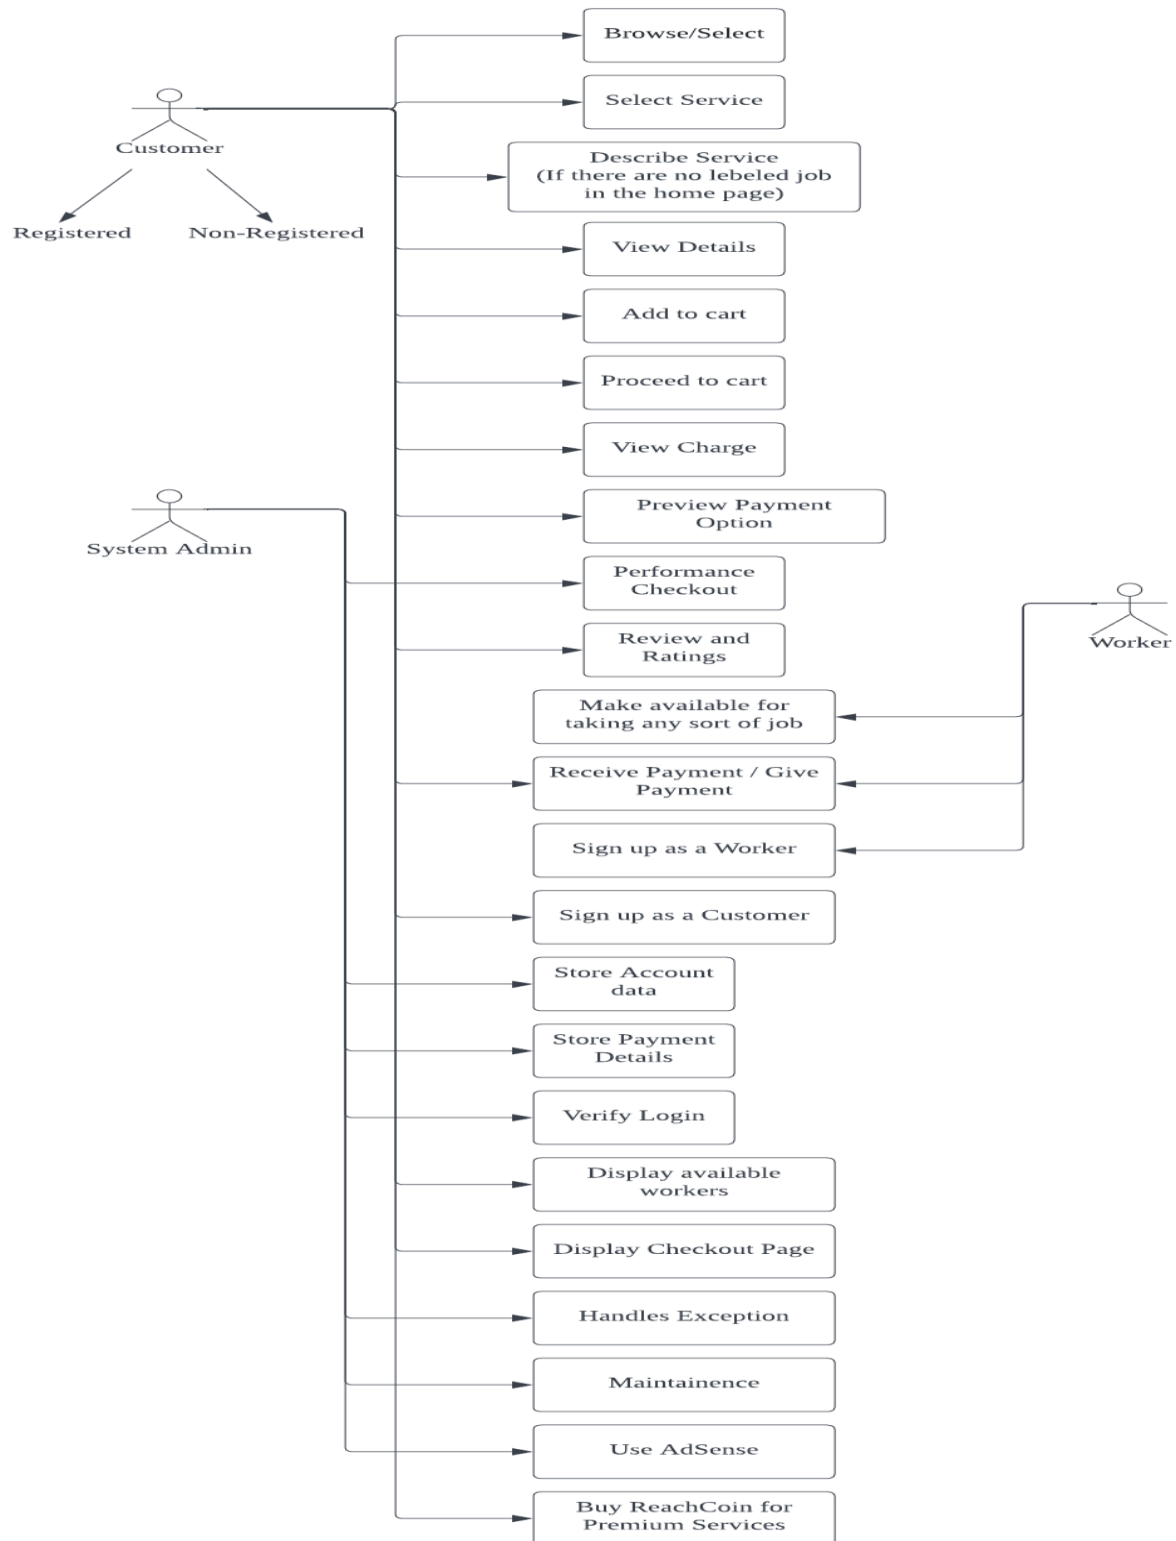 Browse/Select
Select Service
Customer
Describe Service
(If there are no lebeled job
in the home page)
Registered
Non-Registered
View Details
Add to cart
Proceed to cart
View Charge
Preview Payment
Option
System Admin
Performance
Checkout
Review and
Ratings
Worker
Make available for
taking any sort of job
Receive Payment / Give
Payment
Sign up as a Worker
Sign up as a Customer
Store Account
data
Store Payment
Details
Verify Login
Display available
workers
Display Checkout Page
Handles Exception
Maintainence
Use AdSense
Buy ReachCoin for
Premium Services